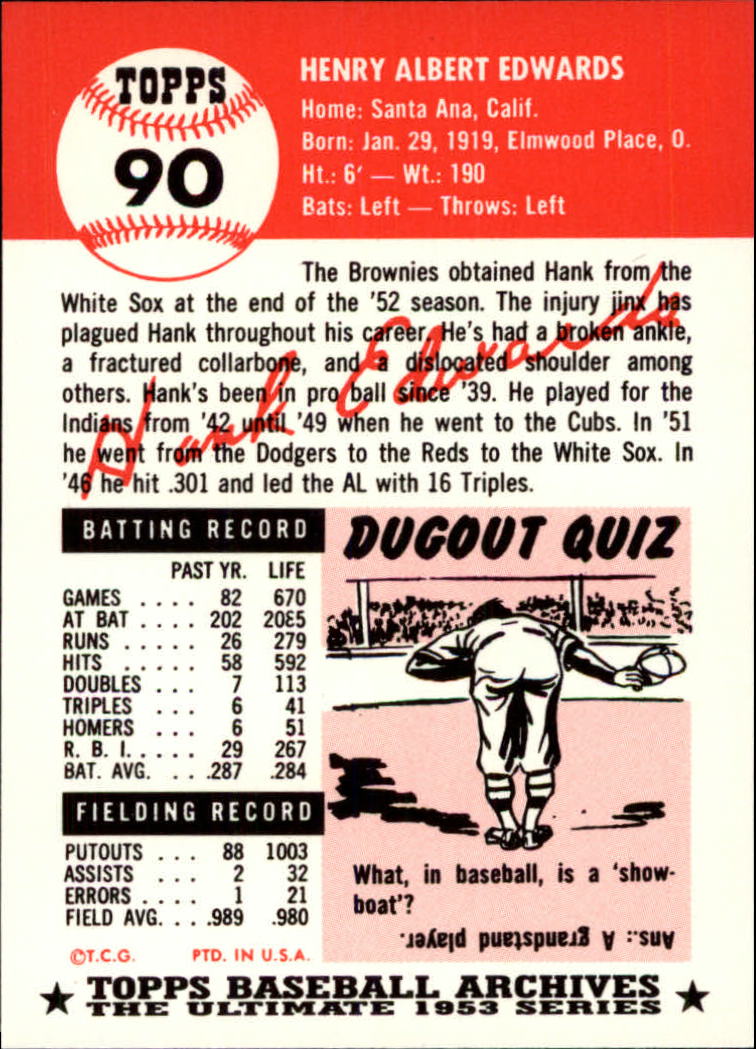 TOPPS
90
HENRY ALBERT EDWARDS
Home: Santa Ana, Calif.
Born: Jan. 29, 1919, Elmwood Place, O.
Ht.: 6' — Wt.: 190
Bats: Left — Throws: Left
The Brownies obtained Hank from the
White Sox at the end of the '52 season. The injury jinx has
plagued Hank throughout his career. He's had a broken ankle,
a fractured collarbone, and a dislocated shoulder among
others. Hank's been in pro ball since '39. He played for the
Indians from '42 until '49 when he went to the Cubs. In '51
he went from the Dodgers to the Reds to the White Sox. In
'46 he hit .301 and led the AL with 16 Triples.
Hank Edwards
BATTING RECORD
PAST YR. LIFE
GAMES .... 82 670
AT BAT .... 202 2085
RUNS ..... 26 279
HITS ..... 58 592
DOUBLES ... 7 113
TRIPLES ... 6 41
HOMERS ... 6 51
R. B. I. .... 29 267
BAT. AVG. ... .287 .284
FIELDING RECORD
PUTOUTS ... 88 1003
ASSISTS ... 2 32
ERRORS .... 1 21
FIELD AVG. ... .989 .980
©T.C.G. PTD. IN U.S.A.
DUGOUT QUIZ
What, in baseball, is a 'show-
boat'?
Ans.: A grandstand player.
TOPPS BASEBALL ARCHIVES
THE ULTIMATE 1953 SERIES